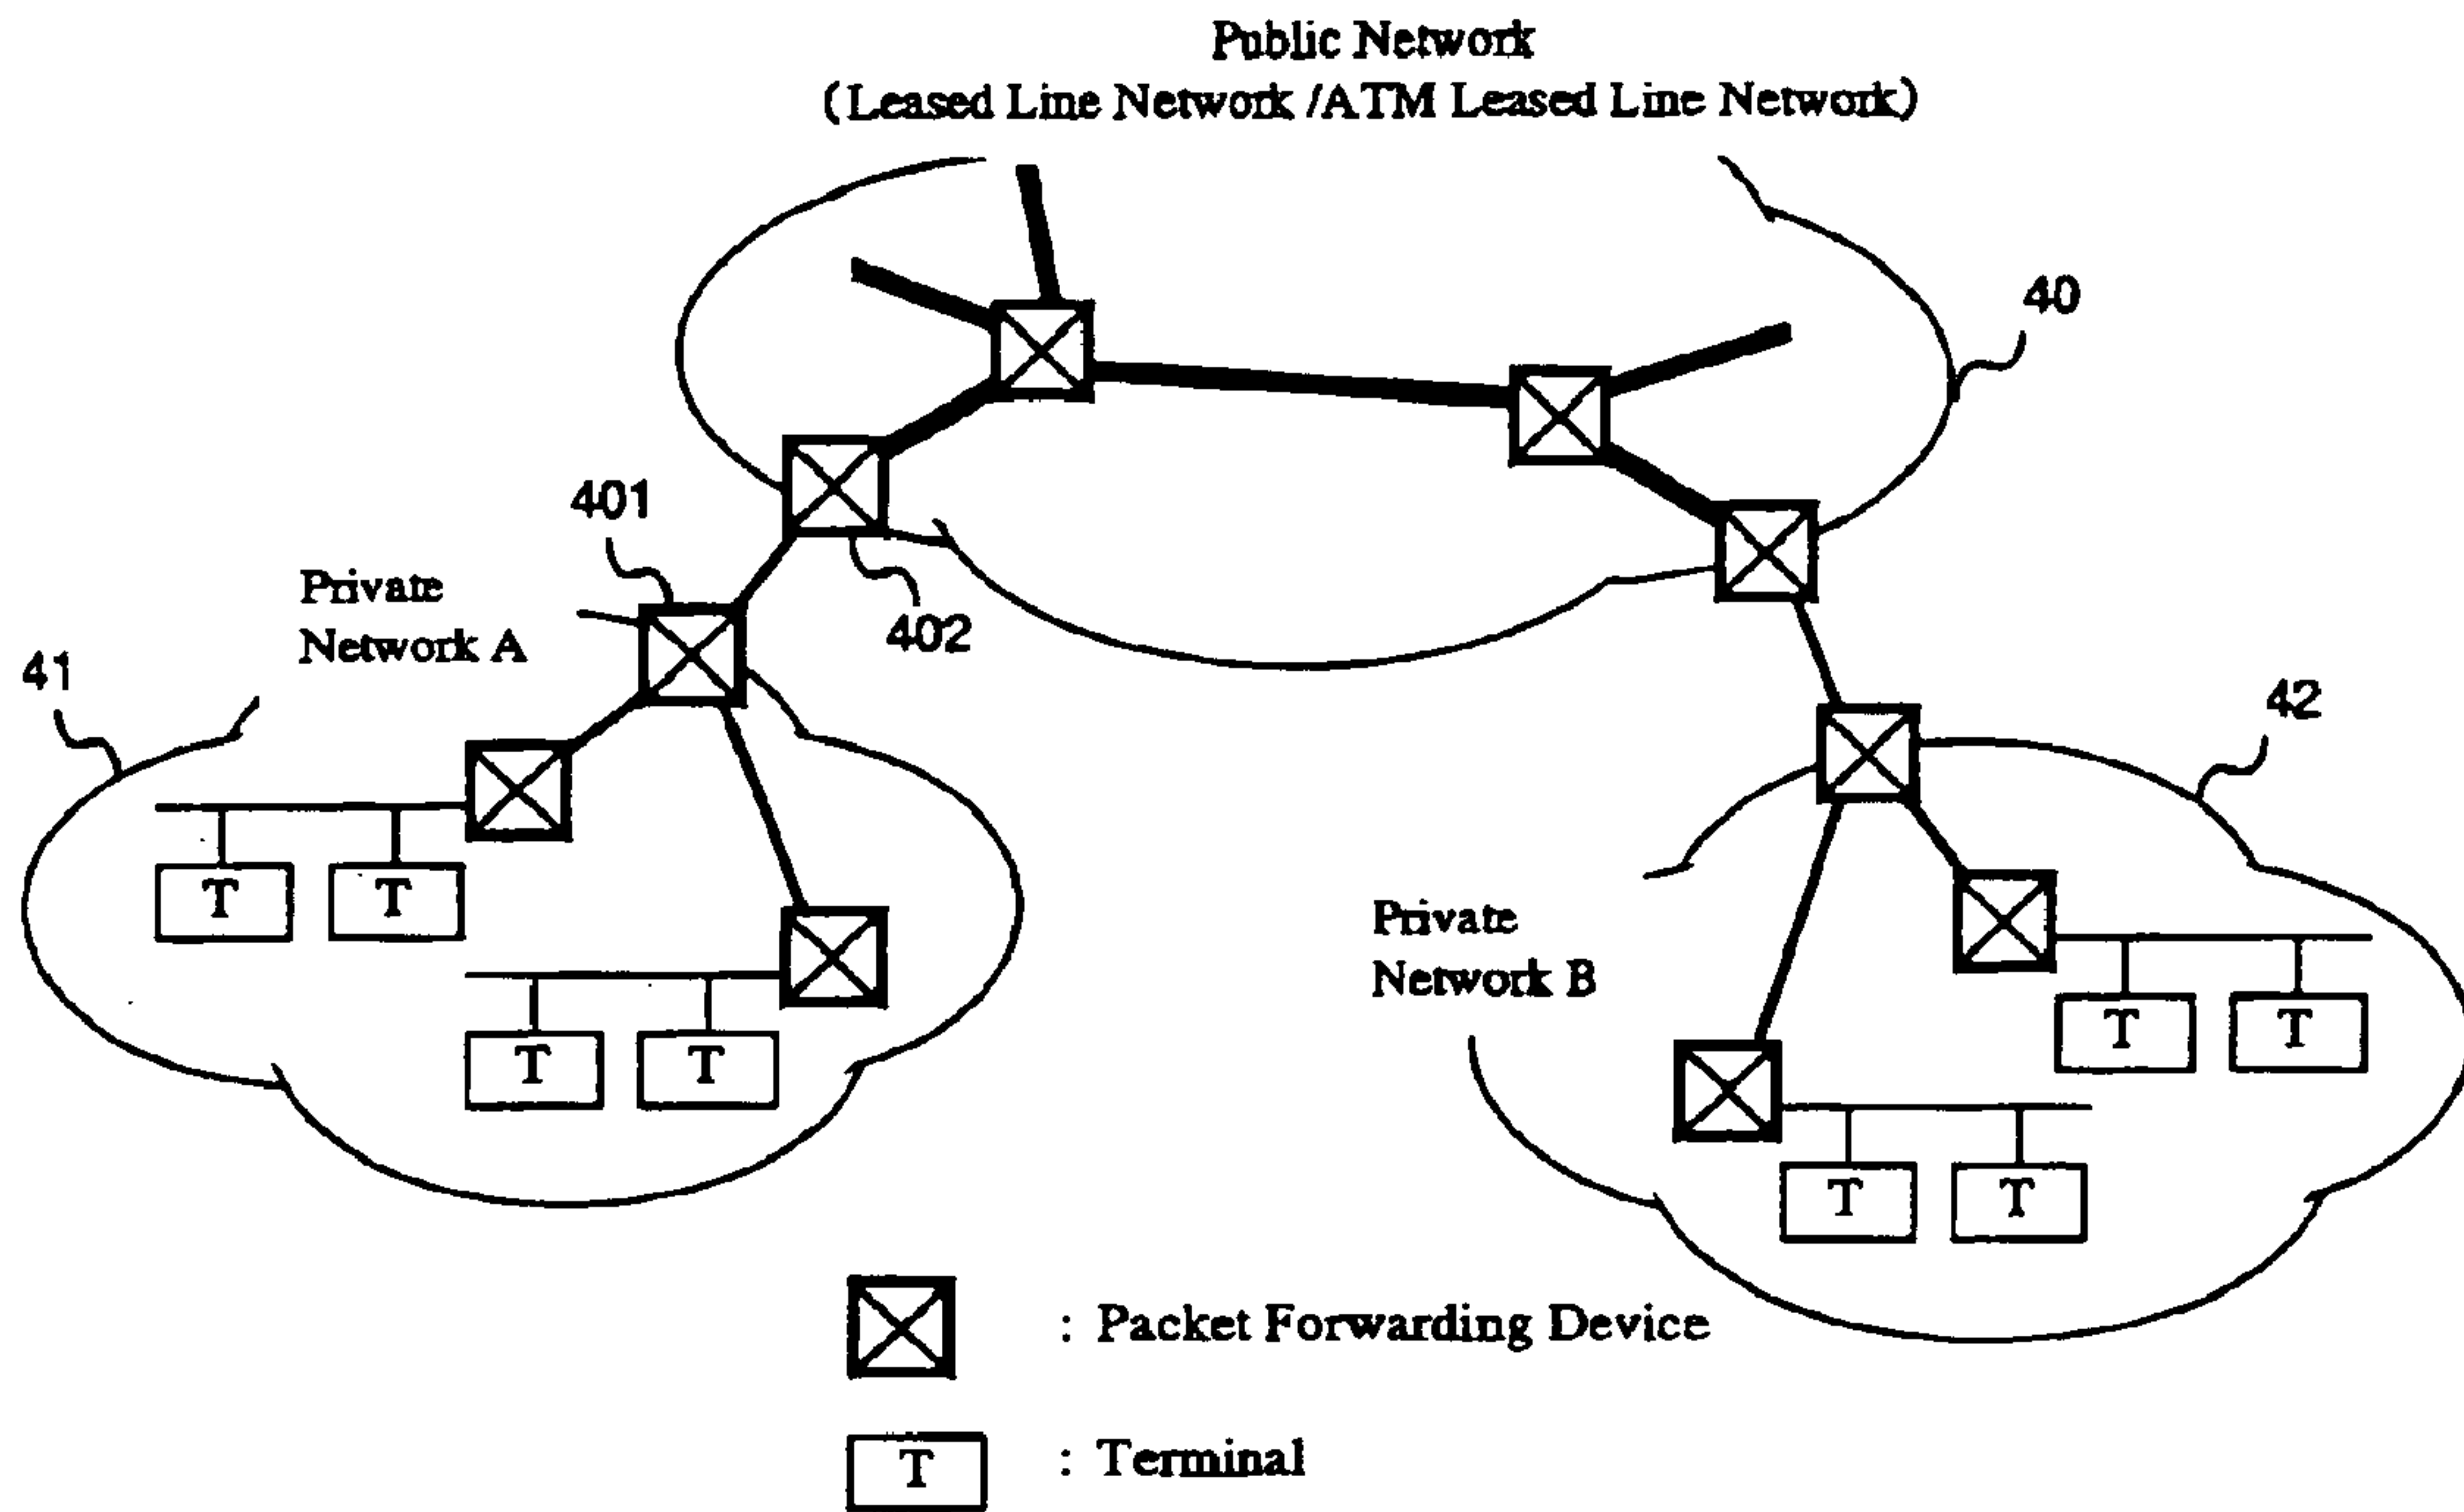 Public Network
(Leased Line Network /ATM Leased Line Network)
40
401
402
Private
Network A
41
42
T
T
T
T
Private
Network B
T
T
T
T
: Packet Forwarding Device
T
: Terminal